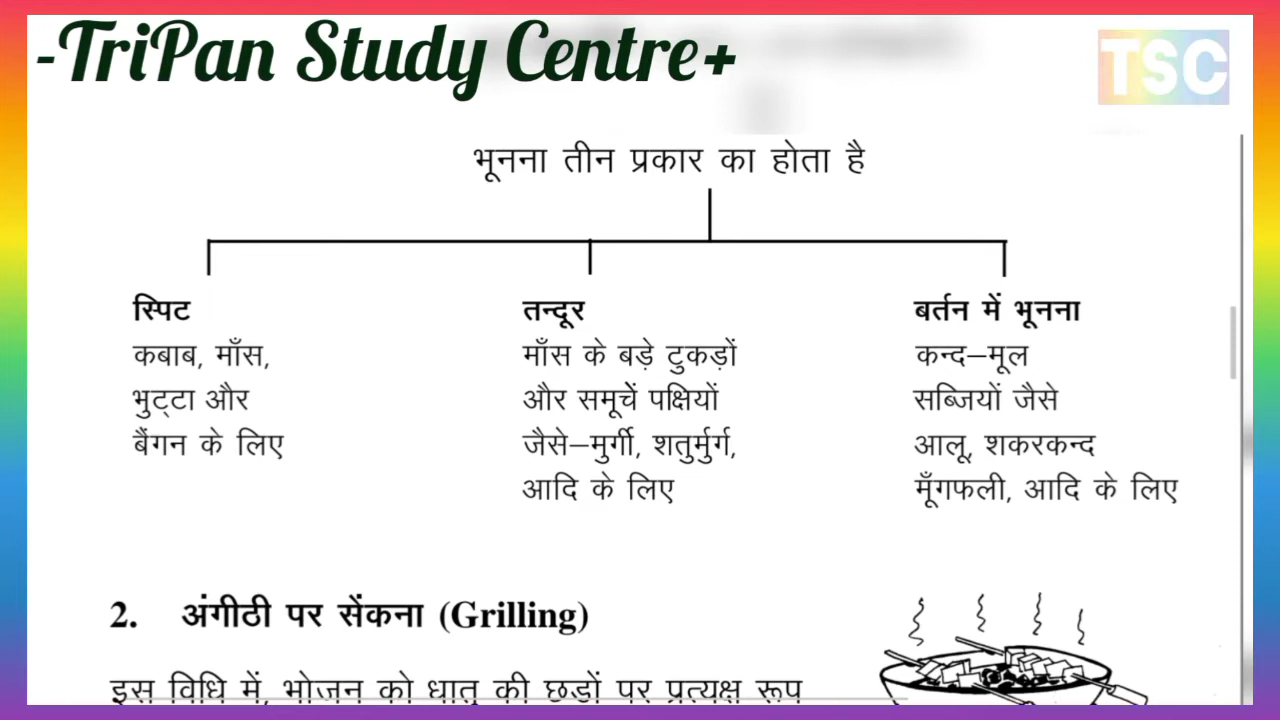 -TriPan Study Centre+
TSC
भूनना तीन प्रकार का होता है
स्पिट
कबाब, माँस,
भुट्टा और
बैंगन के लिए
तन्दूर
माँस के बड़े टुकड़ों
और समूचें पक्षियों
जैसे–मुर्गी, शतुर्मुर्ग,
आदि के लिए
बर्तन में भूनना
कन्द–मूल
सब्जियों जैसे
आलू, शकरकन्द
मूँगफली, आदि के लिए
2. अंगीठी पर सेंकना (Grilling)
इस विधि में, भोजन को धातु की छड़ों पर प्रत्यक्ष रूप